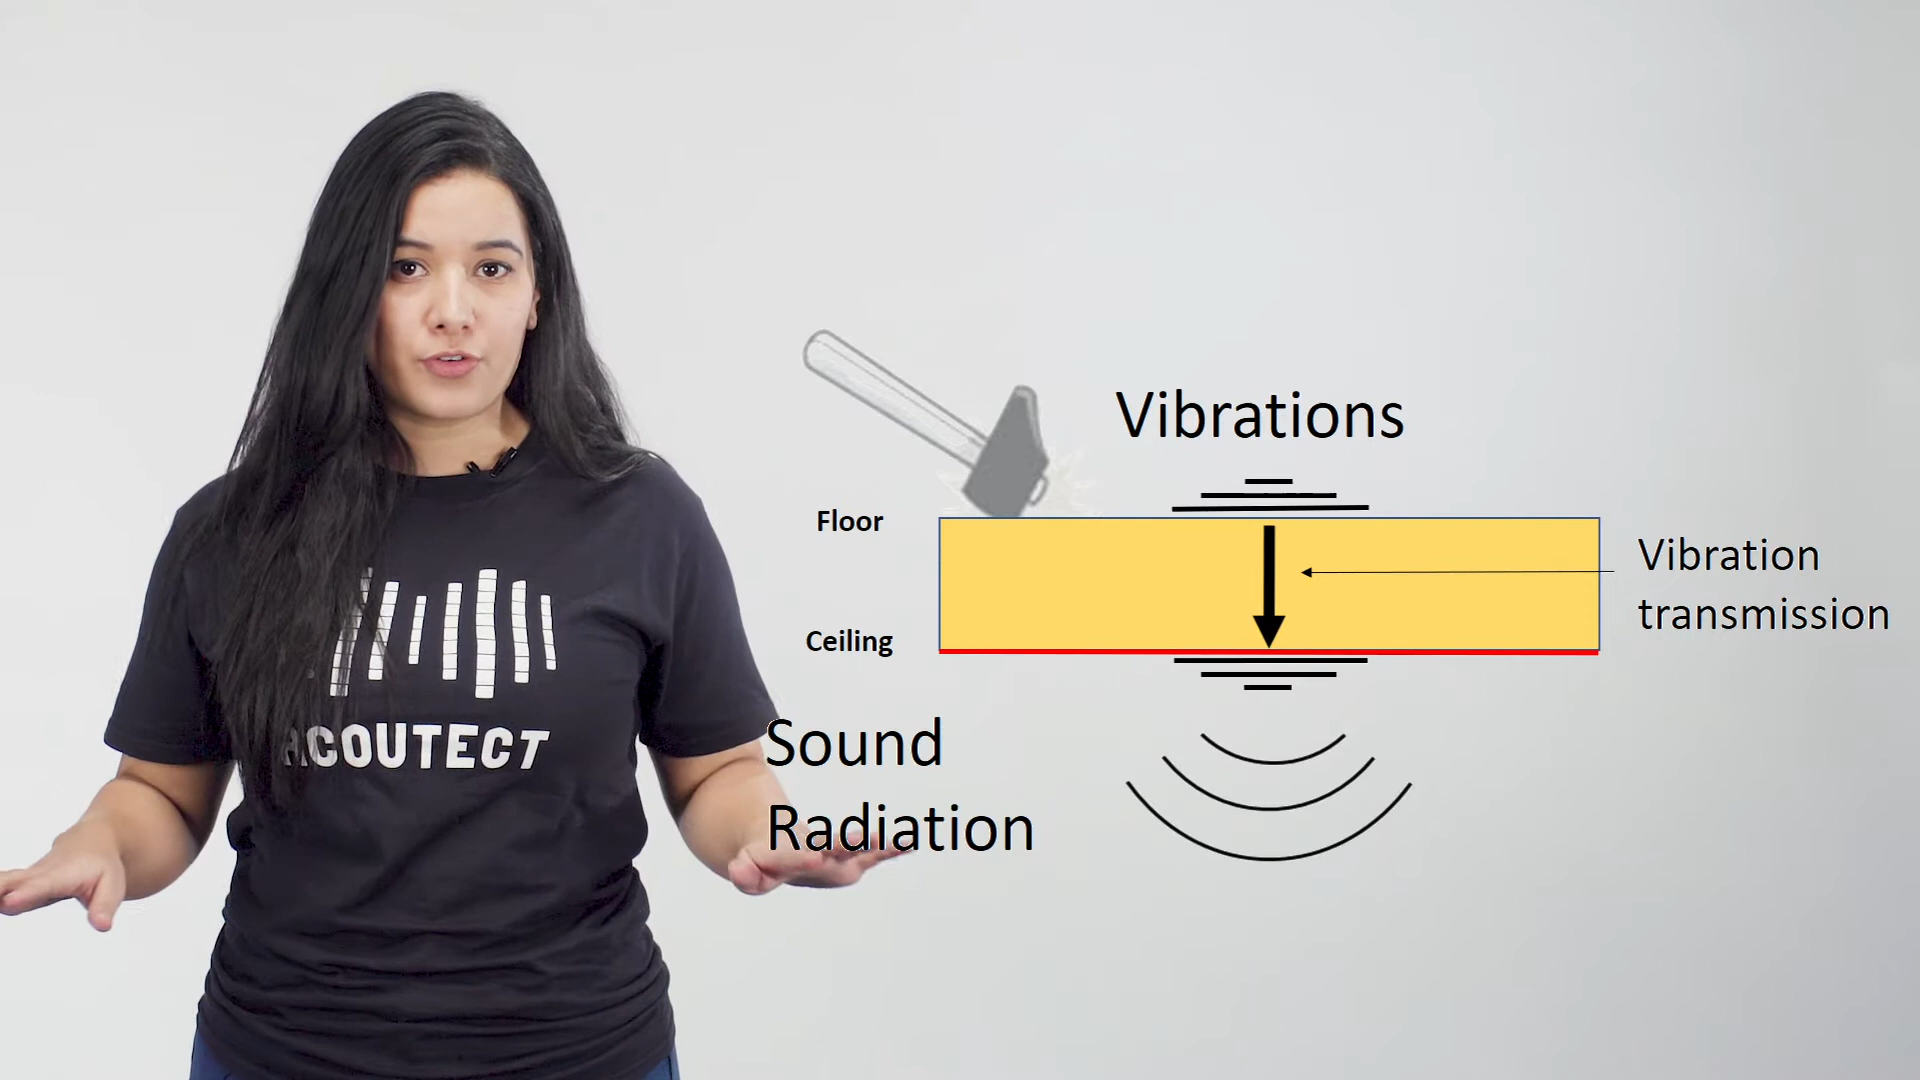 Vibrations
Floor
Vibration
transmission
Ceiling
ACOUTECT
Sound
Radiation